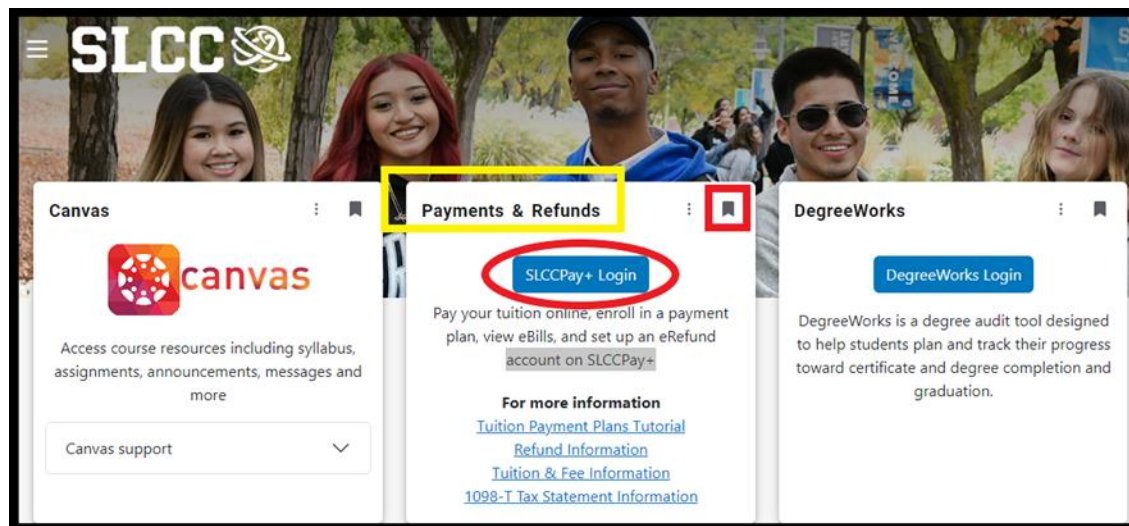 SLCC
Canvas
canvas
Access course resources including syllabus,
assignments, announcements, messages and
more
Canvas support
Payments & Refunds
SLCCPay+ Login
Pay your tuition online, enroll in a payment
plan, view eBills, and set up an eRefund
account on SLCCPay+
For more information
Tuition Payment Plans Tutorial
Refund Information
Tuition & Fee Information
1098-T Tax Statement Information
DegreeWorks
DegreeWorks Login
DegreeWorks is a degree audit tool designed
to help students plan and track their progress
toward certificate and degree completion and
graduation.